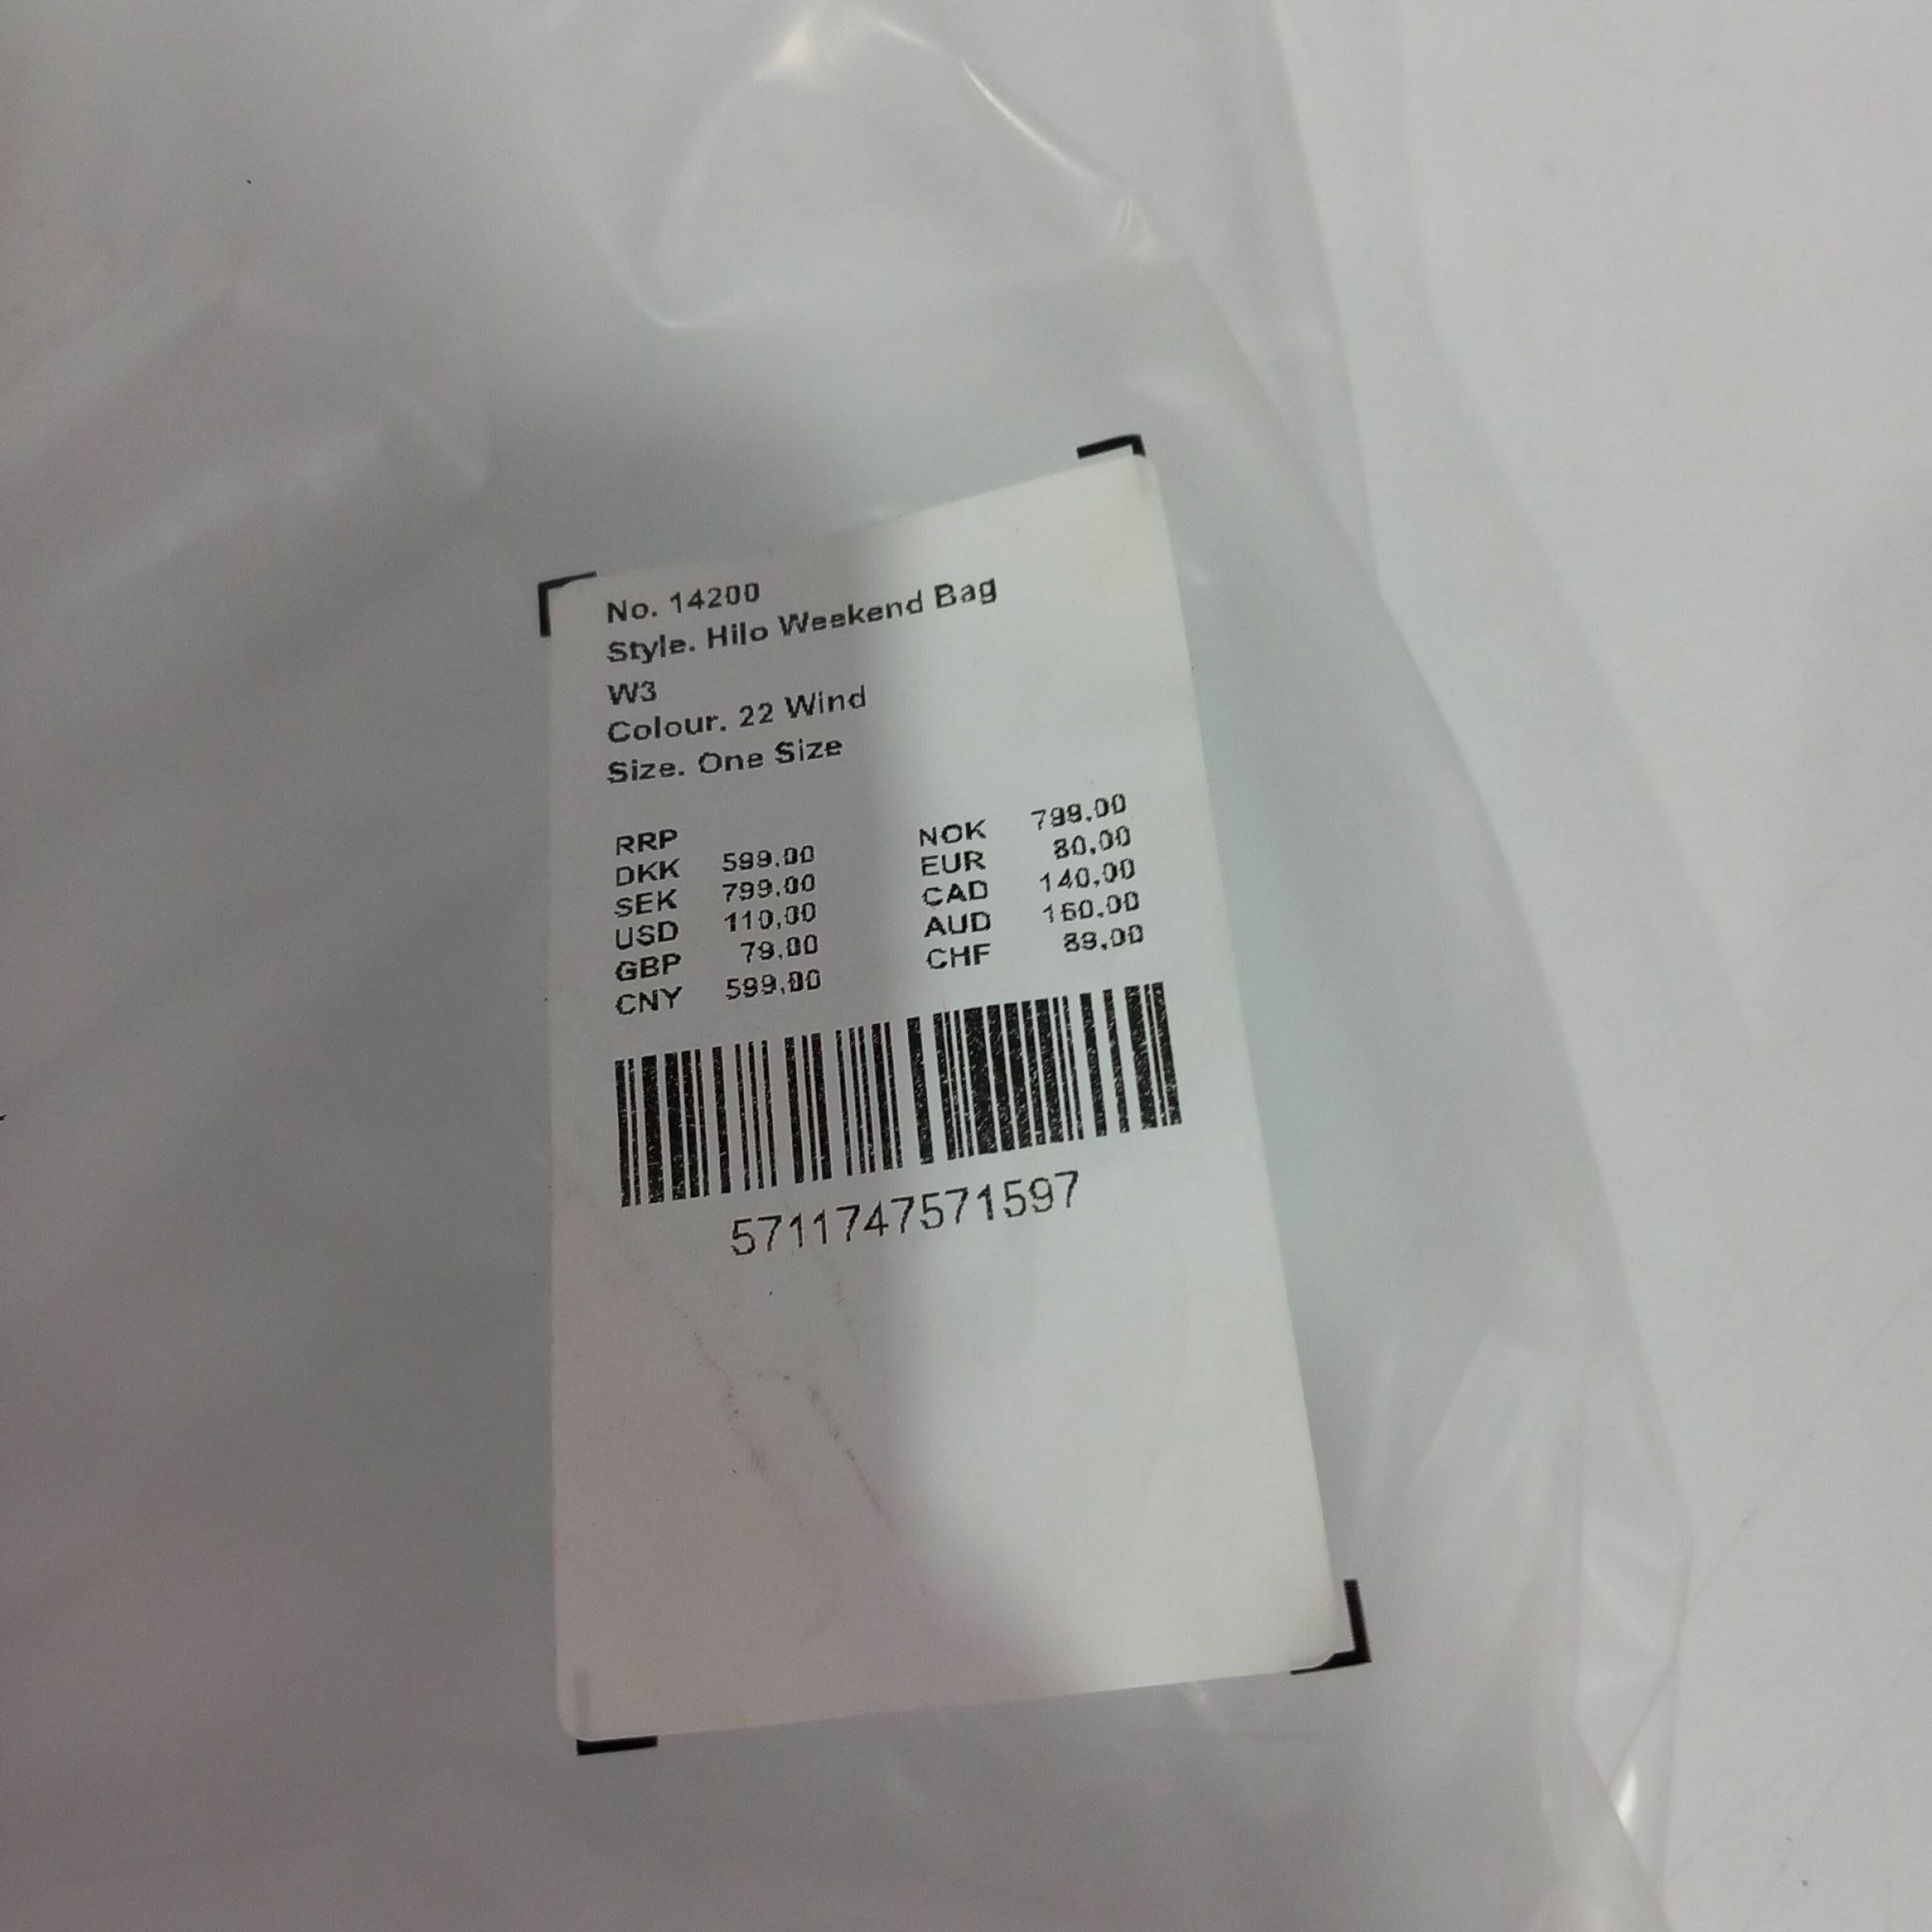 No. 14200
Style. Hilo Weekend Bag
W3
Colour. 22 Wind
Size. One Size
RRP
DKK 599,00 NOK 799,00
SEK 799,00 EUR 80,00
USD 110,00 CAD 140,00
GBP 79,00 AUD 160,00
CNY 599,00 CHF 89,00
5711747571597